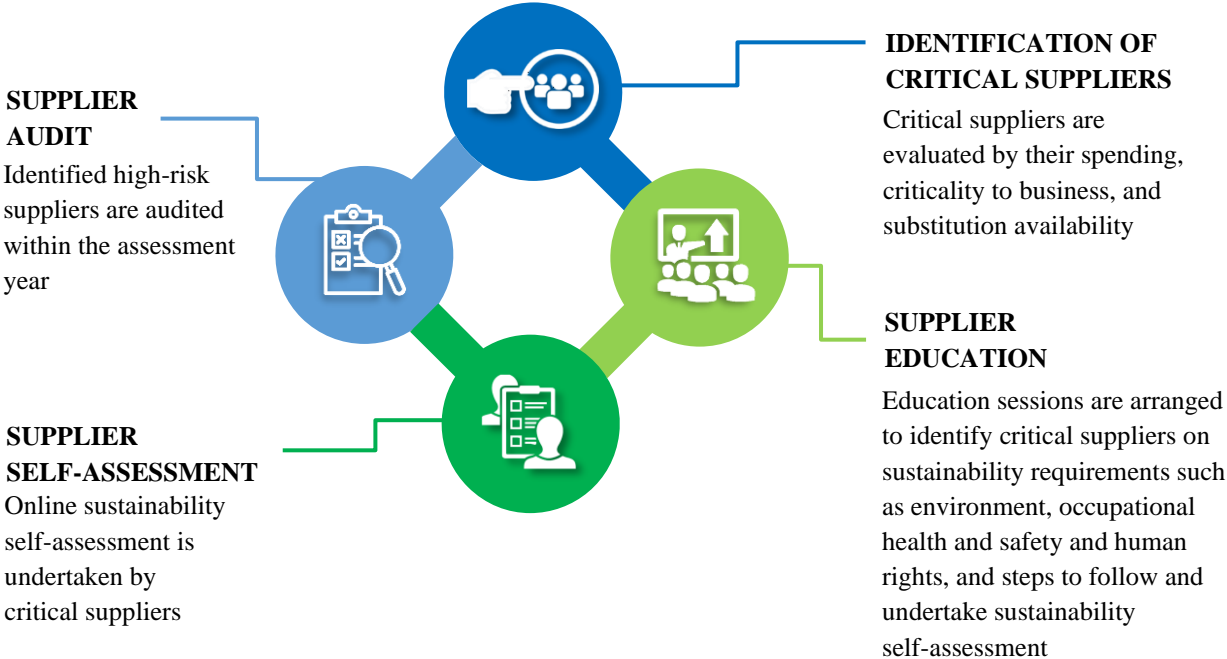 IDENTIFICATION OF
CRITICAL SUPPLIERS
Critical suppliers are
evaluated by their spending,
criticality to business, and
substitution availability
SUPPLIER
EDUCATION
Education sessions are arranged
to identify critical suppliers on
sustainability requirements such
as environment, occupational
health and safety and human
rights, and steps to follow and
undertake sustainability
self-assessment
SUPPLIER
SELF-ASSESSMENT
Online sustainability
self-assessment is
undertaken by
critical suppliers
SUPPLIER
AUDIT
Identified high-risk
suppliers are audited
within the assessment
year